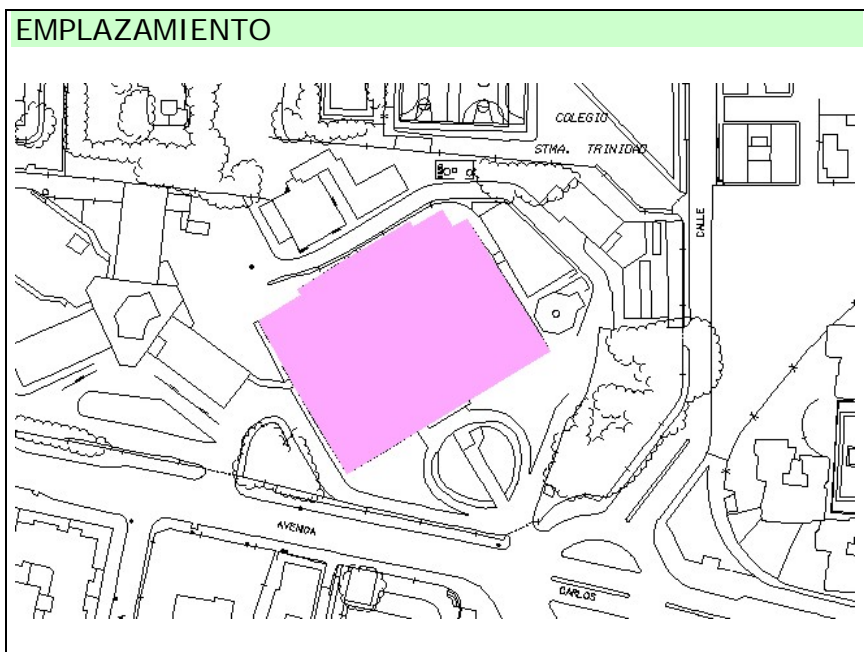 EMPLAZAMIENTO
COLEGIO
STMA. TRINIDAD
CALLE
AVENIDA
CARLOS